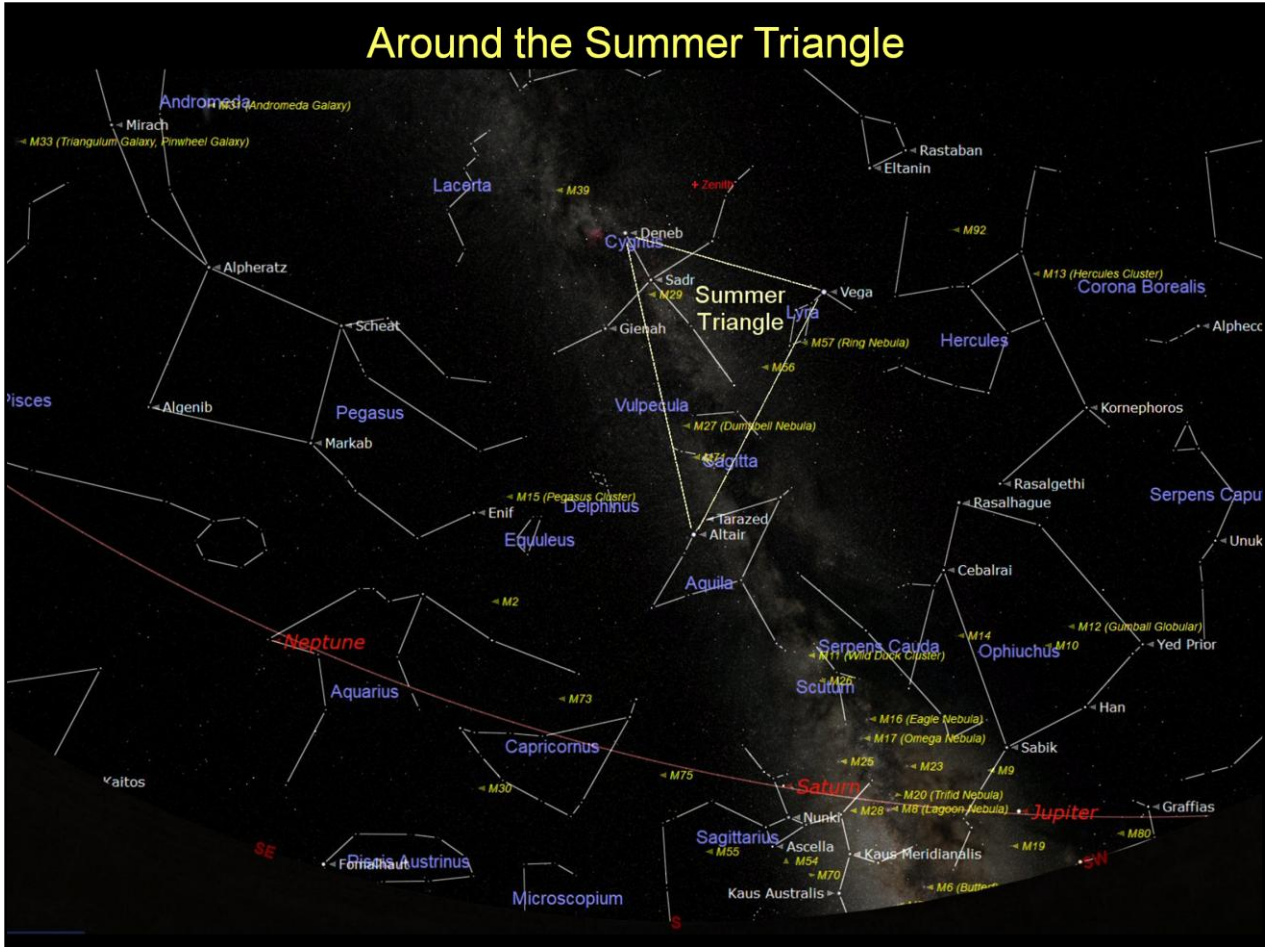 Around the Summer Triangle
Andromeda
M31 (Andromeda Galaxy)
Mirach
M33 (Triangulum Galaxy, Pinwheel Galaxy)
Rastaban
Eltanin
Lacerta
M39
Zenith
Deneb
Cygnus
M92
Alpheratz
Sadr
M29
Summer
Triangle
Vega
Lyra
M13 (Hercules Cluster)
Corona Borealis
Scheat
Gienah
M57 (Ring Nebula)
Hercules
Alphecc
M56
Pisces
Algenib
Pegasus
Vulpecula
Kornephoros
Markab
M27 (Dumbbell Nebula)
M71
Sagitta
Rasalgethi
Rasalhague
Serpens Caput
M15 (Pegasus Cluster)
Enif
Delphinus
Tarazed
Altair
Equuleus
Unuk
Aquila
Cebalrai
M2
M12 (Gumball Globular)
Neptune
M14
Serpens Cauda
M11 (Wild Duck Cluster)
Ophiuchus
M10
Yed Prior
Aquarius
M73
M26
Scutum
Han
M16 (Eagle Nebula)
M17 (Omega Nebula)
Capricornus
Sabik
M25
M23
M9
Kaitos
M30
M75
Saturn
M20 (Trifid Nebula)
M28
M8 (Lagoon Nebula)
Jupiter
Graffias
Nunki
Sagittarius
Ascella
M80
SE
M55
M54
Kaus Meridianalis
M19
SW
Fomalhaut
Piscis Austrinus
M70
Kaus Australis
M6 (Butterf
Microscopium
S